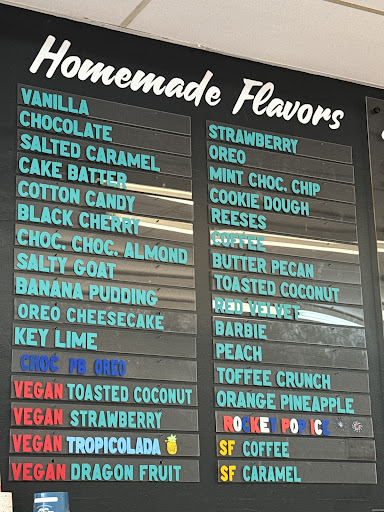 Homemade Flavors
VANILLA
CHOCOLATE
SALTED CARAMEL
CAKE BATTER
COTTON CANDY
BLACK CHERRY
CHOC. CHOC. ALMOND
SALTY GOAT
BANANA PUDDING
OREO CHEESECAKE
KEY LIME
CHOC PB OREO
VEGAN TOASTED COCONUT
VEGAN STRAWBERRY
VEGAN TROPICOLADA
VEGAN DRAGON FRUIT
STRAWBERRY
OREO
MINT CHOC. CHIP
COOKIE DOUGH
REESES
COFFEE
BUTTER PECAN
TOASTED COCONUT
RED VELVET
BARBIE
PEACH
TOFFEE CRUNCH
ORANGE PINEAPPLE
ROCKET POP ICE
SF COFFEE
SF CARAMEL